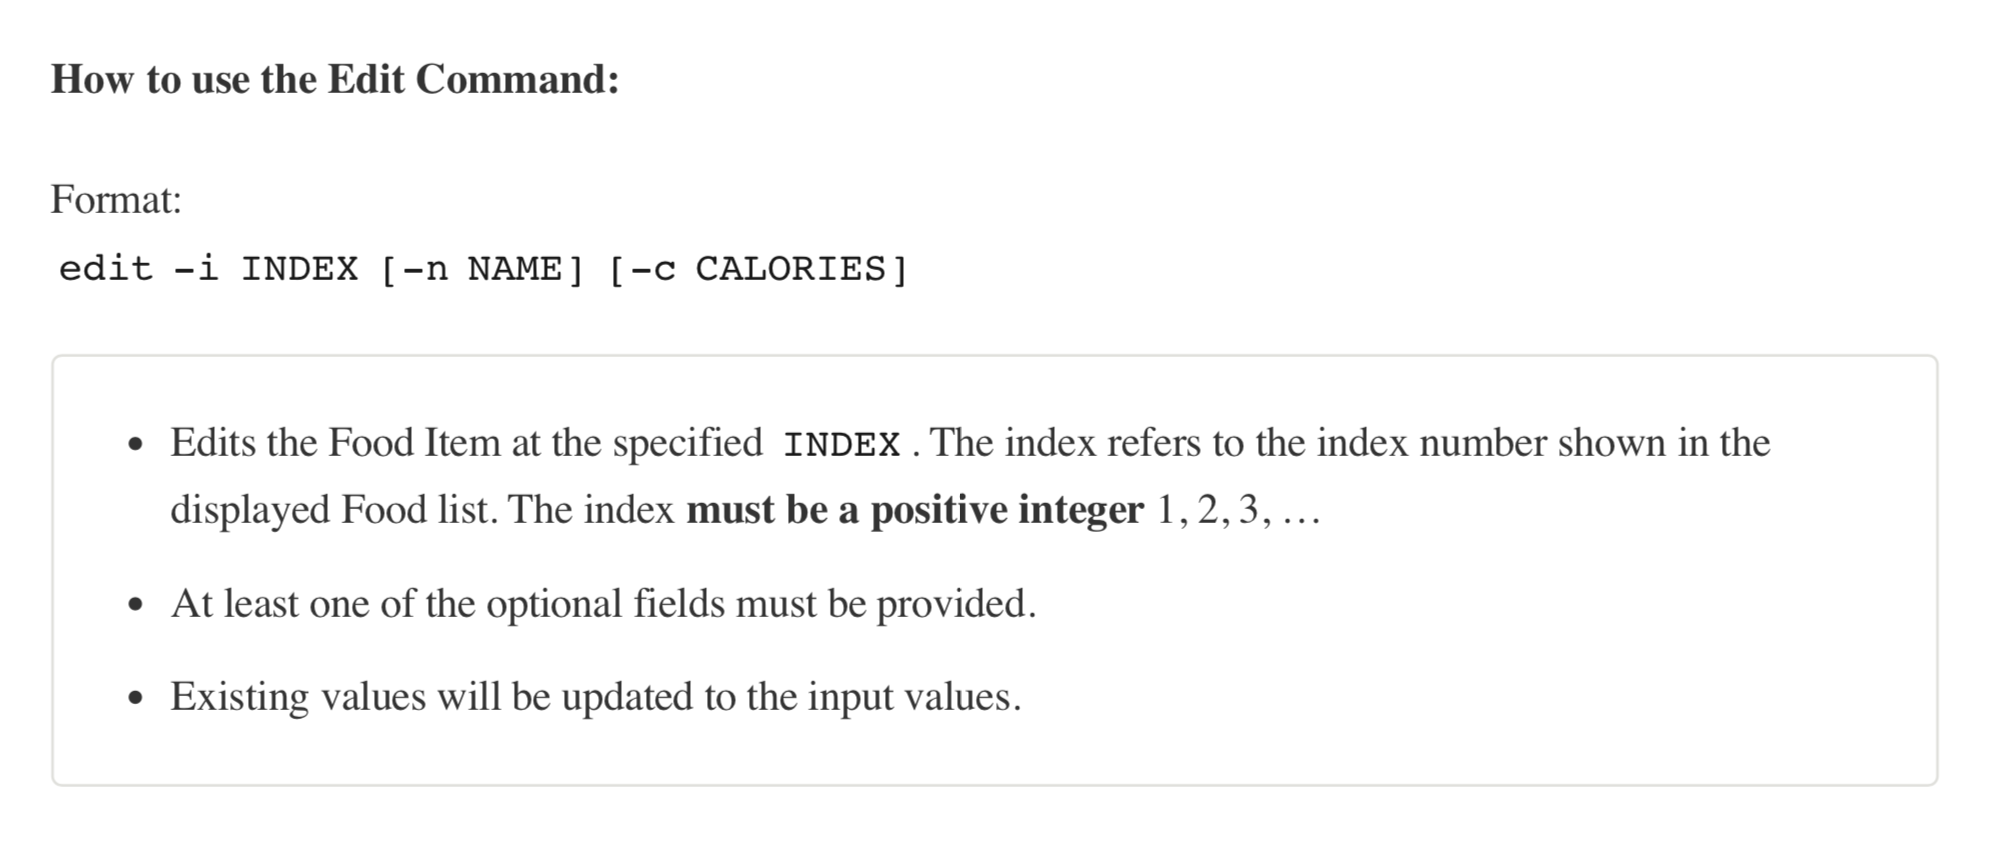 How to use the Edit Command:
Format:
edit -i INDEX [-n NAME] [-c CALORIES]
• Edits the Food Item at the specified INDEX . The index refers to the index number shown in the
displayed Food list. The index must be a positive integer 1, 2, 3, …
• At least one of the optional fields must be provided.
• Existing values will be updated to the input values.